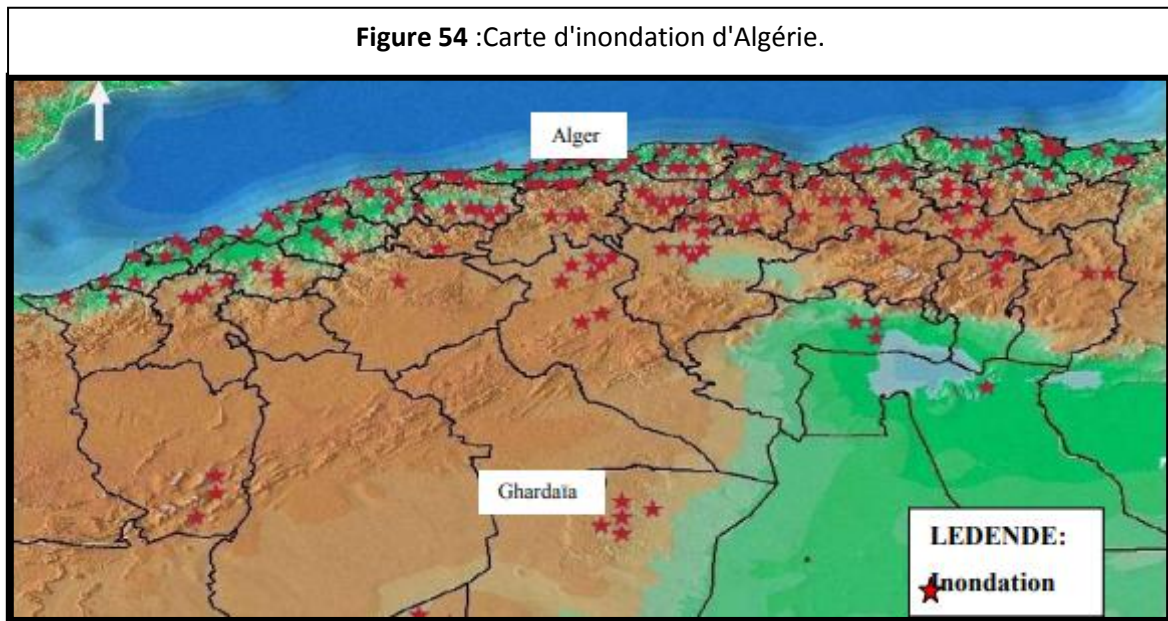 Figure 54 :Carte d'inondation d'Algérie.
Alger
Ghardaïa
LEDENDE:
Inondation